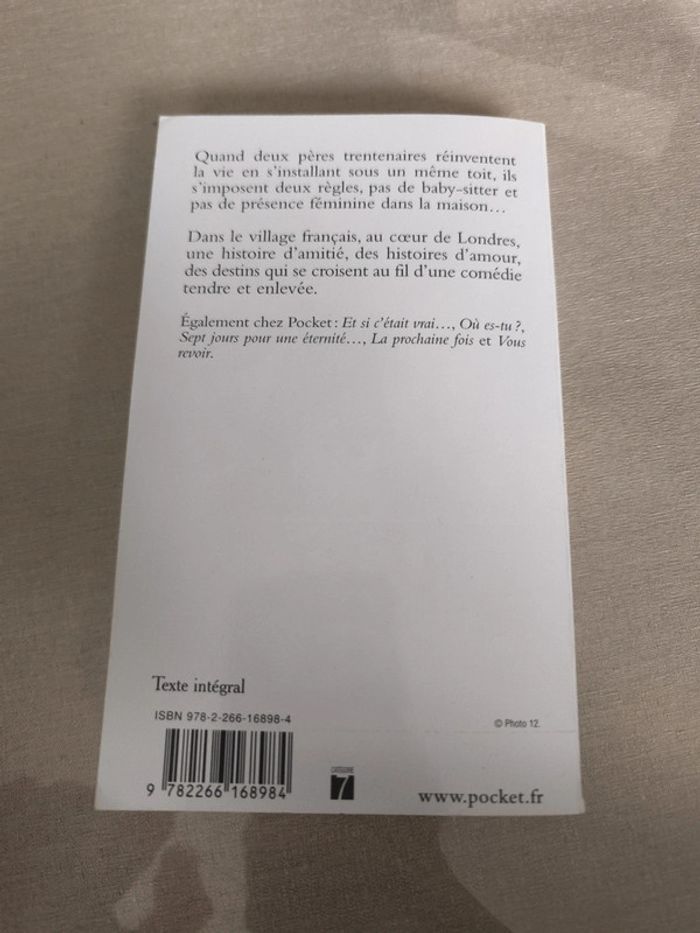 Quand deux pères trentenaires réinventent
la vie en s'installant sous un même toit, ils
s'imposent deux règles, pas de baby-sitter et
pas de présence féminine dans la maison...
Dans le village français, au cœur de Londres,
une histoire d'amitié, des histoires d'amour,
des destins qui se croisent au fil d'une comédie
tendre et enlevée.
Également chez Pocket : Et si c'était vrai..., Où es-tu ?,
Sept jours pour une éternité..., La prochaine fois et Vous
revoir.
Texte intégral
ISBN 978-2-266-16898-4
© Photo 12.
9 782266 168984
CATÉGORIE
7
www.pocket.fr